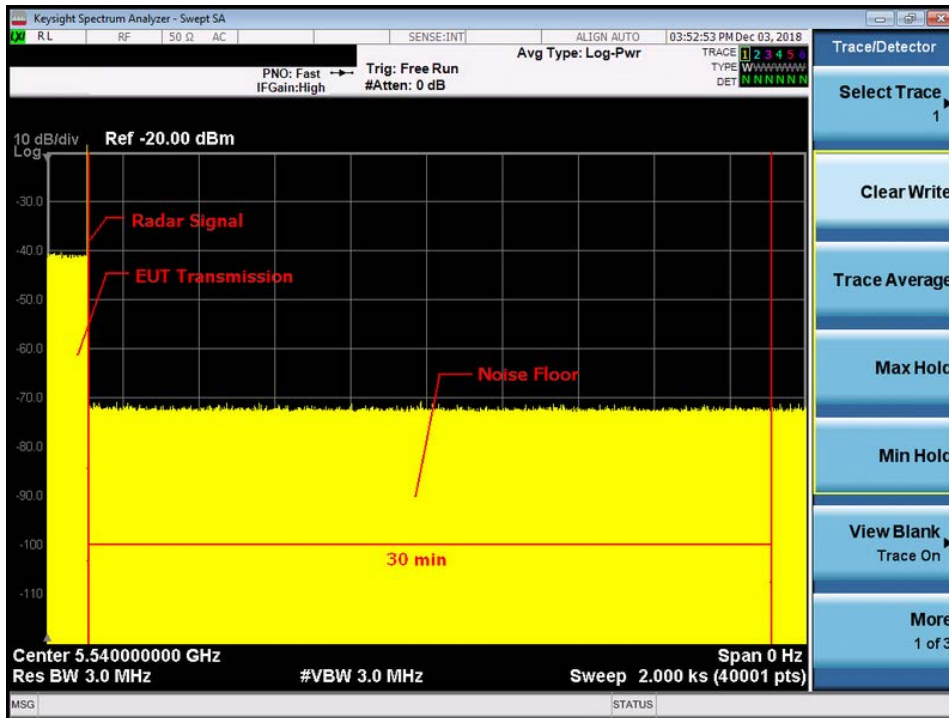 Keysight Spectrum Analyzer - Swept SA
LXI RL RF 50 Ω AC SENSE:INT ALIGN AUTO 03:52:53 PM Dec 03, 2018
Trace/Detector
Avg Type: Log-Pwr
TRACE 1 2 3 4 5 6
PNO: Fast
Trig: Free Run
TYPE WWWWWW
IFGain:High
#Atten: 0 dB
DET N N N N N N
Select Trace
1
10 dB/div
Ref -20.00 dBm
Log
Clear Write
-30.0
Radar Signal
-40.0
EUT Transmission
Trace Average
-50.0
-60.0
Noise Floor
Max Hold
-70.0
-80.0
Min Hold
-90.0
-100
30 min
View Blank
Trace On
-110
More
1 of 3
Center 5.540000000 GHz
Span 0 Hz
Res BW 3.0 MHz
#VBW 3.0 MHz
Sweep 2.000 ks (40001 pts)
MSG
STATUS